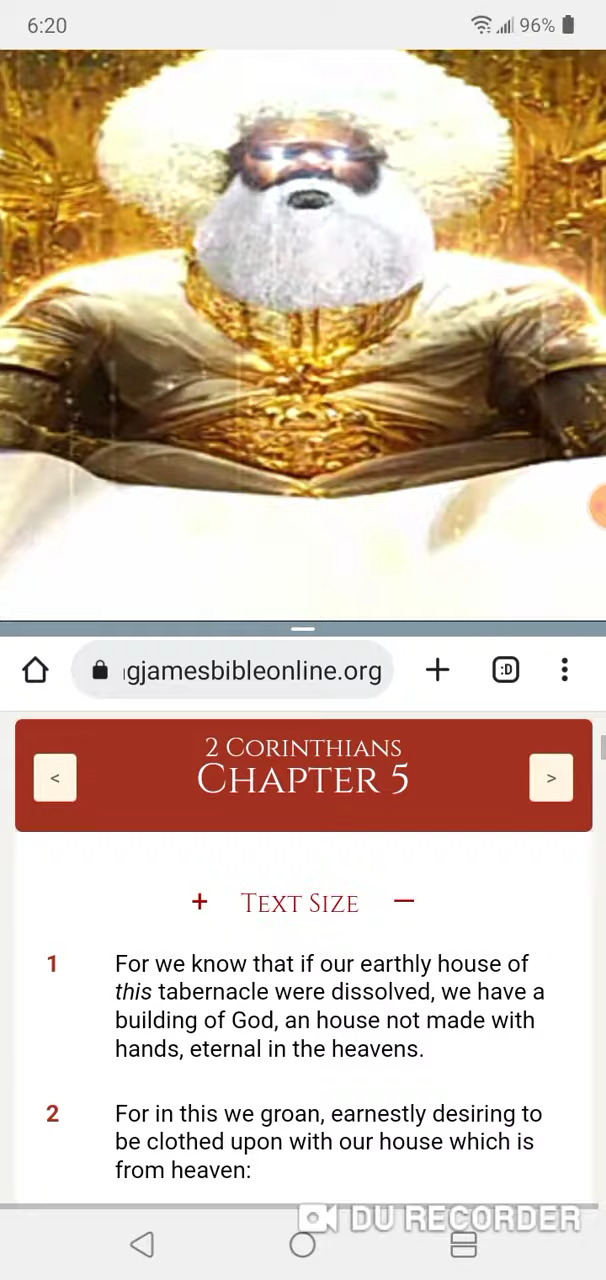 6:20
96%
gjamesbibleonline.org
:D
2 Corinthians
Chapter 5
<
>
+ Text Size −
1 For we know that if our earthly house of
this tabernacle were dissolved, we have a
building of God, an house not made with
hands, eternal in the heavens.
2 For in this we groan, earnestly desiring to
be clothed upon with our house which is
from heaven:
DU RECORDER